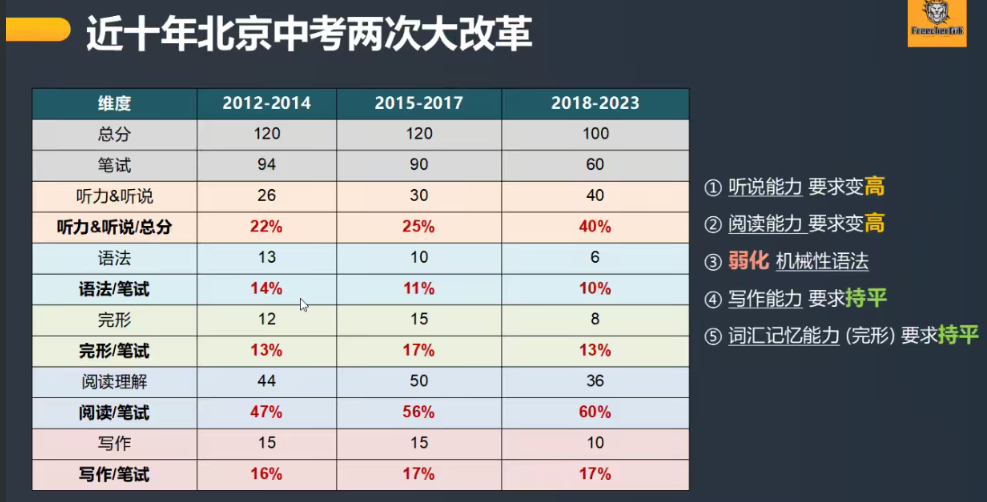 近十年北京中考两次大改革
FreecherGirk
维度 2012-2014 2015-2017 2018-2023
总分 120 120 100
笔试 94 90 60
听力&听说 26 30 40
听力&听说/总分 22% 25% 40%
语法 13 10 6
语法/笔试 14% 11% 10%
完形 12 15 8
完形/笔试 13% 17% 13%
阅读理解 44 50 36
阅读/笔试 47% 56% 60%
写作 15 15 10
写作/笔试 16% 17% 17%
① 听说能力 要求变高
② 阅读能力 要求变高
③ 弱化 机械性语法
④ 写作能力 要求持平
⑤ 词汇记忆能力 (完形) 要求持平